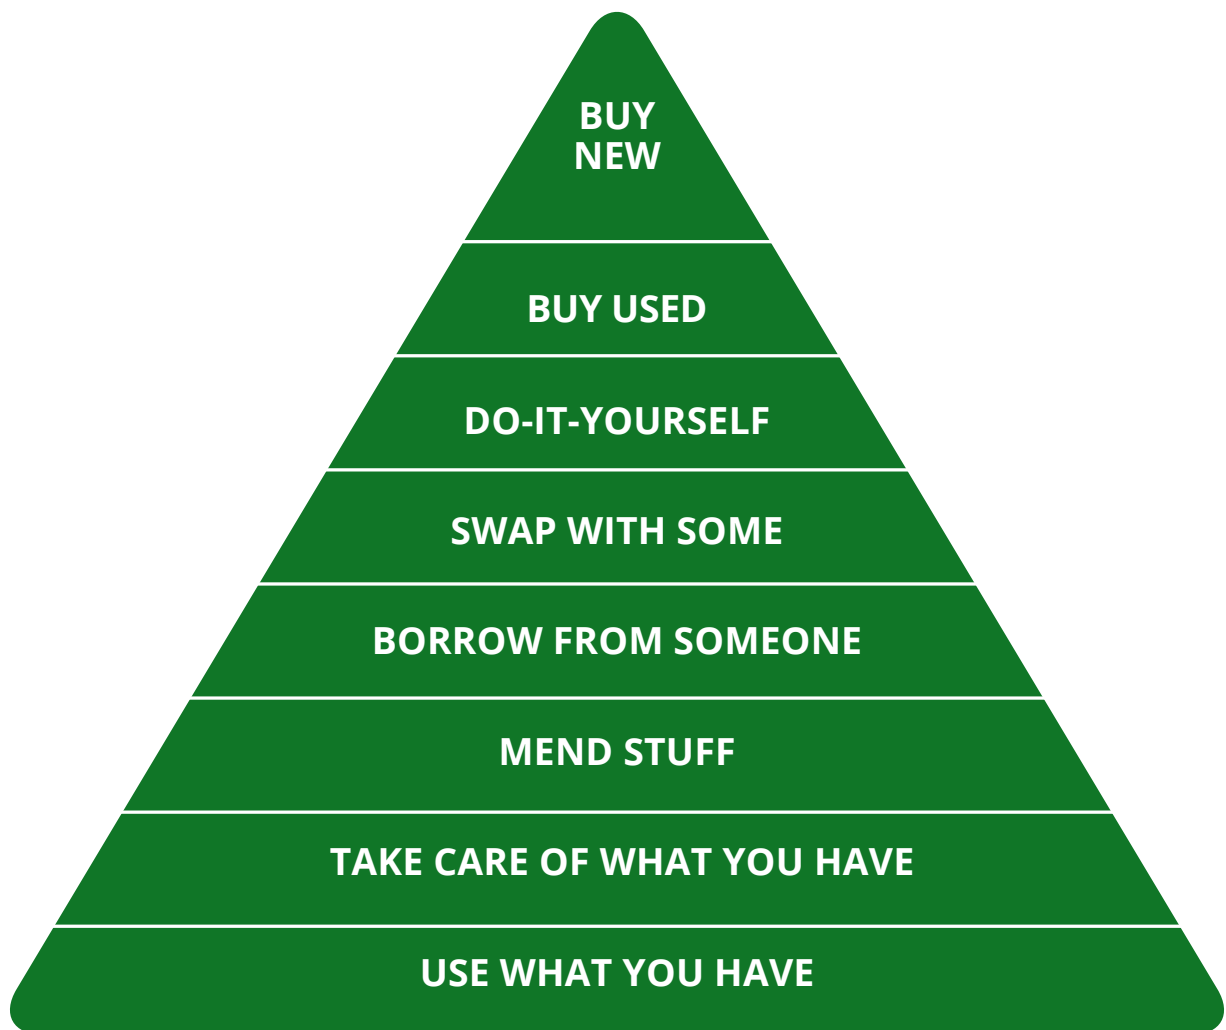 BUY
NEW
BUY USED
DO-IT-YOURSELF
SWAP WITH SOME
BORROW FROM SOMEONE
MEND STUFF
TAKE CARE OF WHAT YOU HAVE
USE WHAT YOU HAVE